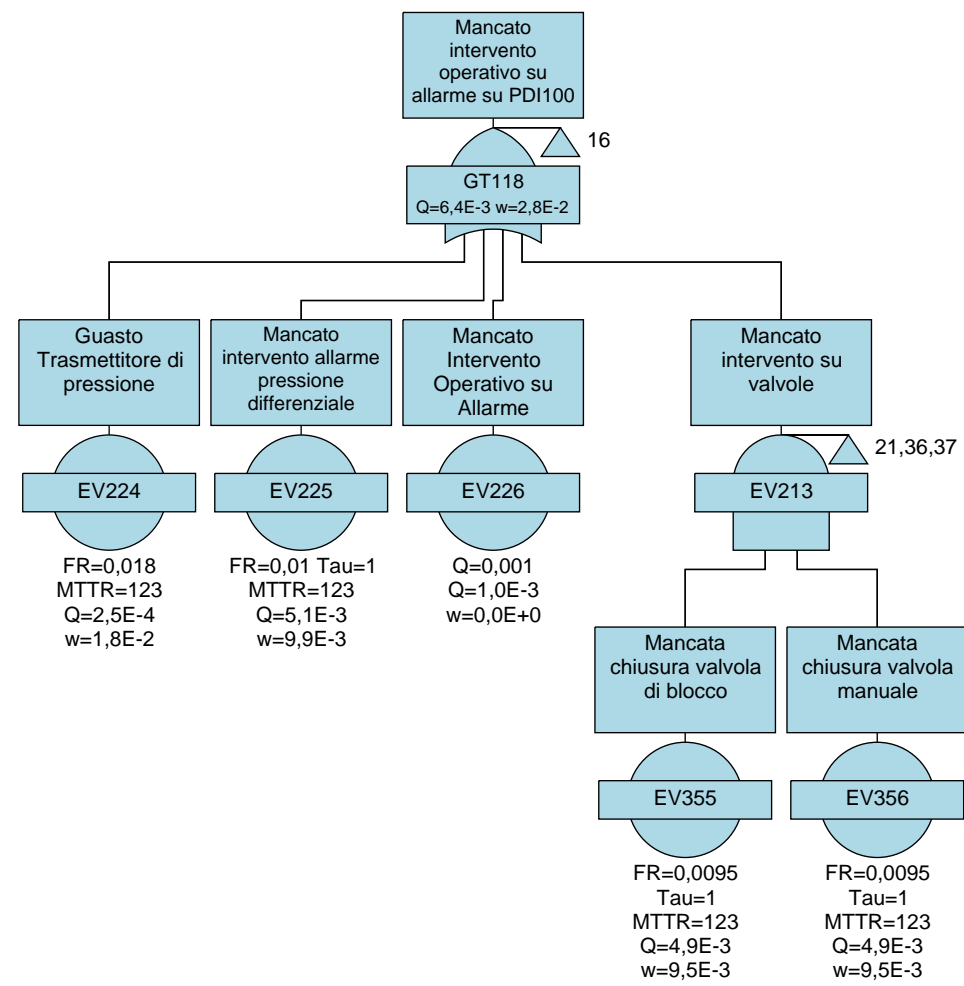 Mancato
intervento
operativo su
allarme su PDI100
16
GT118
Q=6,4E-3 w=2,8E-2
Guasto
Trasmettitore di
pressione
Mancato
intervento allarme
pressione
differenziale
Mancato
Intervento
Operativo su
Allarme
Mancato
intervento su
valvole
21,36,37
EV224
EV225
EV226
EV213
FR=0,018
MTTR=123
Q=2,5E-4
w=1,8E-2
FR=0,01 Tau=1
MTTR=123
Q=5,1E-3
w=9,9E-3
Q=0,001
Q=1,0E-3
w=0,0E+0
Mancata
chiusura valvola
di blocco
Mancata
chiusura valvola
manuale
EV355
EV356
FR=0,0095
Tau=1
MTTR=123
Q=4,9E-3
w=9,5E-3
FR=0,0095
Tau=1
MTTR=123
Q=4,9E-3
w=9,5E-3